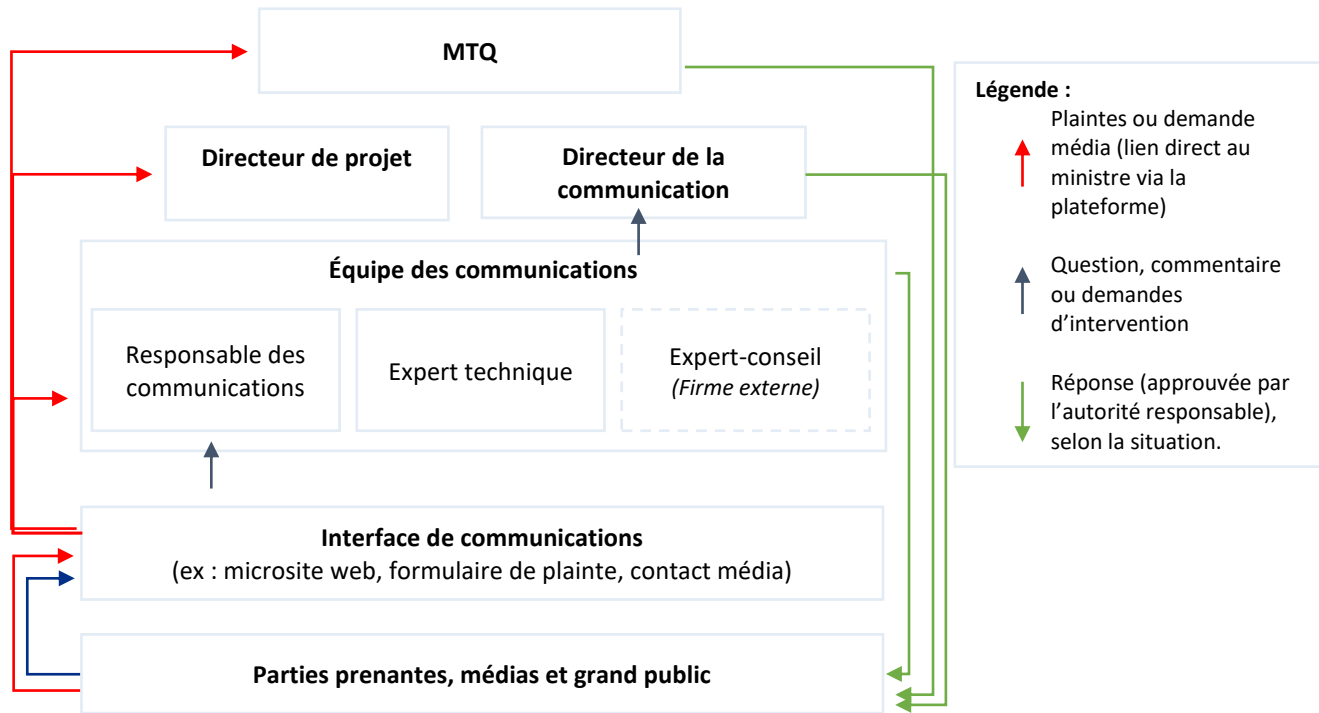 MTQ
Directeur de projet
Directeur de la
communication
Équipe des communications
Responsable des
communications
Expert technique
Expert-conseil
(Firme externe)
Interface de communications
(ex : microsite web, formulaire de plainte, contact média)
Parties prenantes, médias et grand public
Légende :
Plaintes ou demande
média (lien direct au
ministre via la
plateforme)
Question, commentaire
ou demandes
d’intervention
Réponse (approuvée par
l’autorité responsable),
selon la situation.